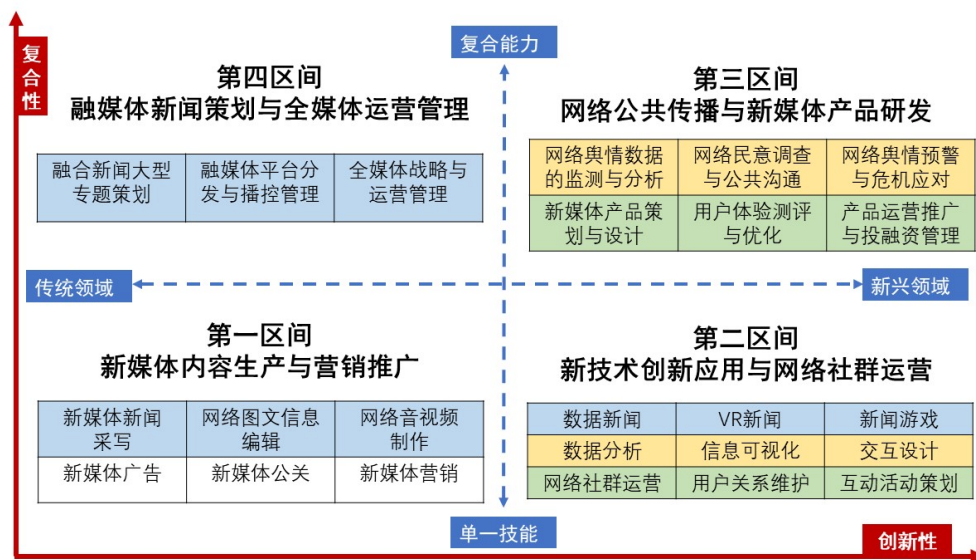 复合性
复合能力
第四区间
融媒体新闻策划与全媒体运营管理
融合新闻大型
专题策划
融媒体平台分
发与播控管理
全媒体战略与
运营管理
第三区间
网络公共传播与新媒体产品研发
网络舆情数据
的监测与分析
网络民意调查
与公共沟通
网络舆情预警
与危机应对
新媒体产品策
划与设计
用户体验测评
与优化
产品运营推广
与投融资管理
传统领域
新兴领域
第一区间
新媒体内容生产与营销推广
新媒体新闻
采写
网络图文信息
编辑
网络音视频
制作
新媒体广告
新媒体公关
新媒体营销
第二区间
新技术创新应用与网络社群运营
数据新闻
VR新闻
新闻游戏
数据分析
信息可视化
交互设计
网络社群运营
用户关系维护
互动活动策划
单一技能
创新性